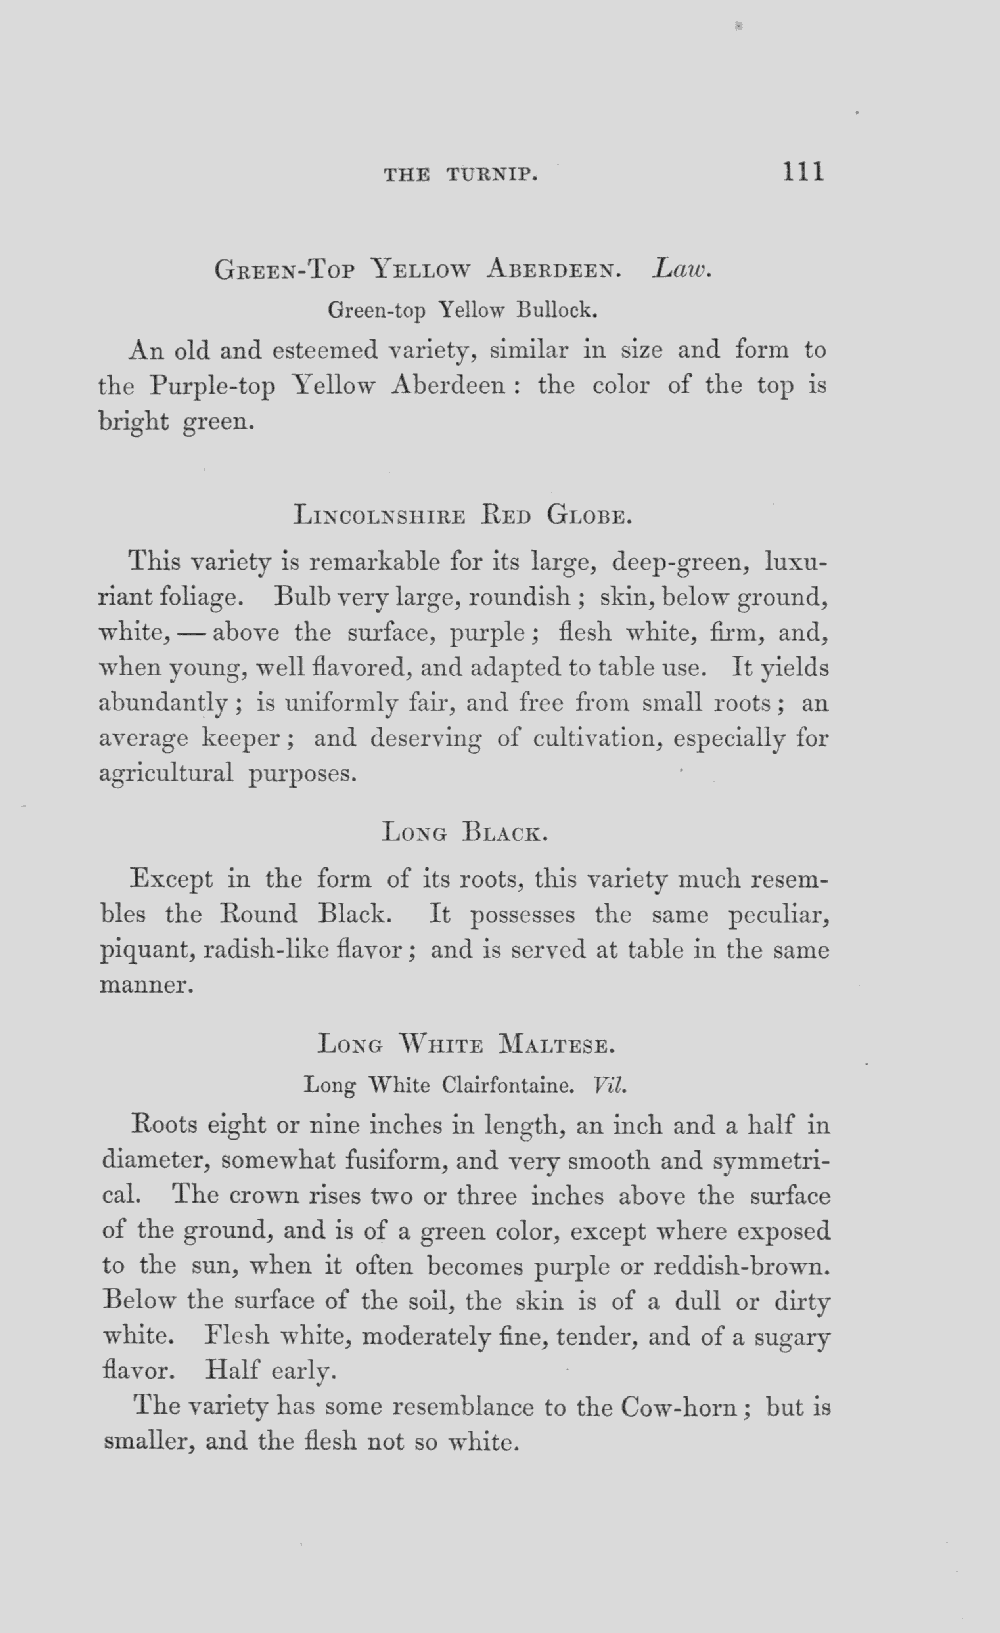 THE TURNIP. 111
GREEN-TOP YELLOW ABERDEEN. Law.
Green-top Yellow Bullock.
An old and esteemed variety, similar in size and form to
the Purple-top Yellow Aberdeen : the color of the top is
bright green.
LINCOLNSHIRE RED GLOBE.
This variety is remarkable for its large, deep-green, luxu-
riant foliage. Bulb very large, roundish ; skin, below ground,
white, — above the surface, purple ; flesh white, firm, and,
when young, well flavored, and adapted to table use. It yields
abundantly ; is uniformly fair, and free from small roots ; an
average keeper ; and deserving of cultivation, especially for
agricultural purposes.
LONG BLACK.
Except in the form of its roots, this variety much resem-
bles the Round Black. It possesses the same peculiar,
piquant, radish-like flavor ; and is served at table in the same
manner.
LONG WHITE MALTESE.
Long White Clairfontaine. Vil.
Roots eight or nine inches in length, an inch and a half in
diameter, somewhat fusiform, and very smooth and symmetri-
cal. The crown rises two or three inches above the surface
of the ground, and is of a green color, except where exposed
to the sun, when it often becomes purple or reddish-brown.
Below the surface of the soil, the skin is of a dull or dirty
white. Flesh white, moderately fine, tender, and of a sugary
flavor. Half early.
The variety has some resemblance to the Cow-horn ; but is
smaller, and the flesh not so white.